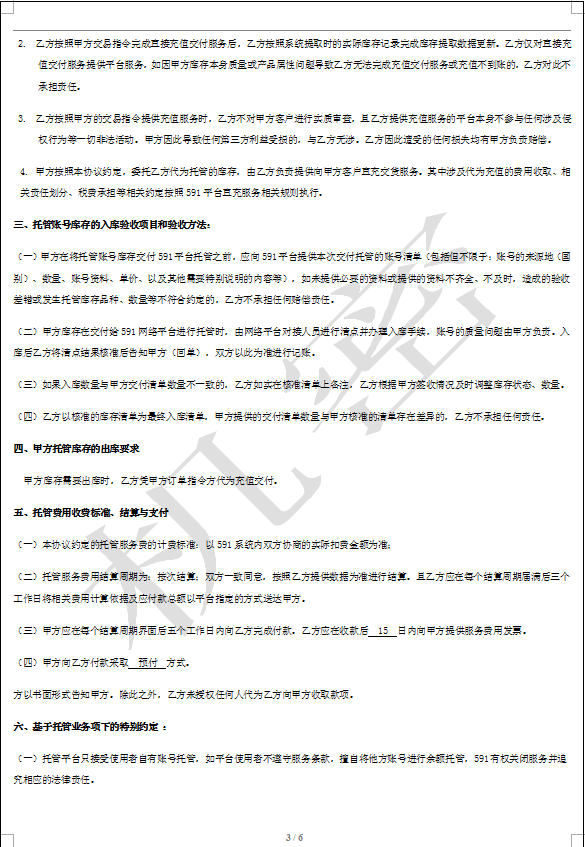 2. 乙方按照甲方交易指令完成直接充值交付服务后，乙方按照系统提取时的实际库存记录完成库存提取数据更新。乙方仅对直接充
值交付服务提供平台服务，如因甲方库存本身质量或产品属性问题导致乙方无法完成充值交付服务或充值不到账的，乙方对此不
承担责任。
3. 乙方按照甲方的交易指令提供充值服务时，乙方不对甲方客户进行实质审查，且乙方提供充值服务的平台本身不参与任何涉及侵
权行为等一切非法活动。甲方因此导致任何第三方利益受损的，与乙方无涉。乙方因此遭受的任何损失均有甲方负责赔偿。
4. 甲方按照本协议约定，委托乙方代为托管的库存，由乙方负责提供向甲方客户直充交货服务。其中涉及代为充值的费用收取、相
关责任划分、税费承担等相关约定按照 591 平台直充服务相关规则执行。
三、托管账号库存的入库验收项目和验收方法：
（一）甲方在将托管账号库存交付 591 平台托管之前，应向 591 平台提供本次交付托管的账号清单（包括但不限于：账号的来源地（国
别）、数量、账号资料、单价、以及其他需要特别说明的内容等），如未提供必要的资料或提供的资料不齐全、不及时，造成的验收
差错或发生托管库存品种、数量等不符合约定的，乙方不承担任何赔偿责任。
（二）甲方库存在交付给 591 网络平台进行托管时，由网络平台对接人员进行清点并办理入库手续，账号的质量问题由甲方负责。入
库后乙方将清点结果核准后告知甲方（回单），双方以此为准进行记账。
（三）如果入库数量与甲方交付清单数量不一致的，乙方如实在核准清单上备注，乙方根据甲方签收情况及时调整库存状态、数量。
（四）乙方以核准的库存清单为最终入库清单，甲方提供的交付清单数量与甲方核准的清单存在差异的，乙方不承担任何责任。
四、甲方托管库存的出库要求
甲方库存需要出库时，乙方凭甲方订单指令方代为充值交付。
五、托管费用收费标准、结算与支付
（一）本协议约定的托管服务费的计费标准：以 591 系统内双方协商的实际扣费金额为准；
（二）托管服务费用结算周期为：按次结算；双方一致同意，按照乙方提供数据为准进行结算。且乙方应在每个结算周期届满后三个
工作日将相关费用计算依据及应付款总额以平台指定的方式送达甲方。
（三）甲方应在每个结算周期界面后五个工作日内向乙方完成付款。乙方应在收款后 15 日内向甲方提供服务费用发票。
（四）甲方向乙方付款采取 预付 方式。
方以书面形式告知甲方。除此之外，乙方未授权任何人代为乙方向甲方收取款项。
六、基于托管业务项下的特别约定 ：
（一）托管平台只接受使用者自有账号托管，如平台使用者不遵守服务条款，擅自将他方账号进行余额托管，591 有权关闭服务并追
究相应的法律责任。
机密
3 / 6